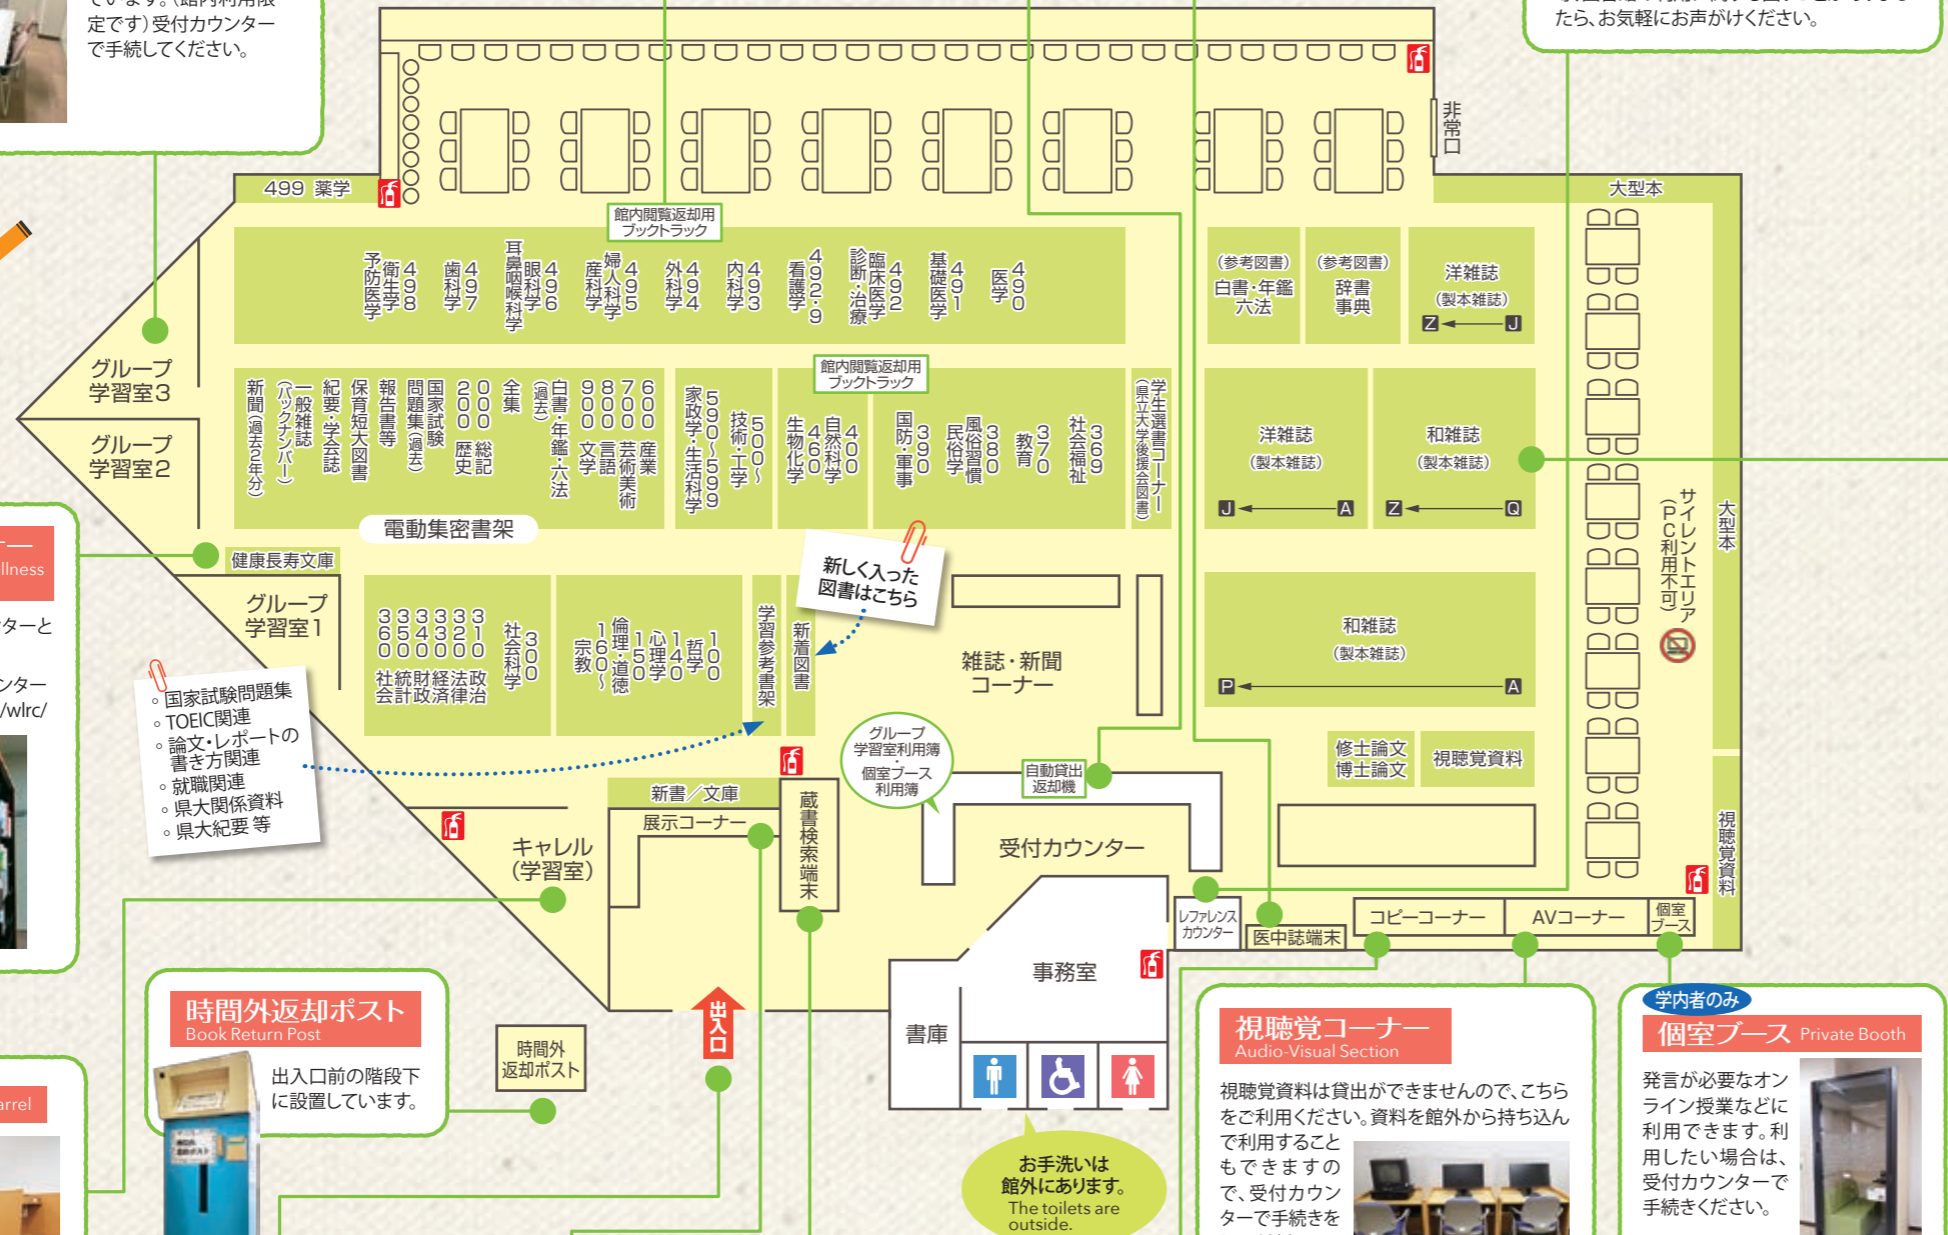 定です)受付カウンター
で手続してください。
たら、お気軽にお声がけください。
非常口
499 薬学
大型本
館内閲覧返却用
ブックトラック
498
衛生学
予防医学
497
歯科学
496
眼科学
耳鼻咽喉科学
495
婦人科学
産科学
494
外科学
493
内科学
492・9
看護学
492
臨床医学
診断・治療
491
基礎医学
490
医学
(参考図書)
白書・年鑑
六法
(参考図書)
辞書
事典
洋雑誌
(製本雑誌)
Z J
グループ
学習室3
グループ
学習室2
新聞(過去2年分)
一般雑誌
(バックナンバー)
紀要・学会誌
保育短大図書
報告書等
国家試験
問題集(過去)
000 総記
200 歴史
全集
白書・年鑑・六法
(過去)
600 産業
700 芸術美術
800 言語
900 文学
590〜599
家政学・生活科学
500〜
技術・工学
館内閲覧返却用
ブックトラック
400
自然科学
460
生物化学
390
国防・軍事
380
風俗習慣
民俗学
370
教育
369
社会福祉
学生選書コーナー
(県立大学後援会図書)
洋雑誌
(製本雑誌)
J A
和雑誌
(製本雑誌)
Z Q
サイレントエリア
(PC利用不可)
大型本
電動集密書架
健康長寿文庫
グループ
学習室1
310 政治
320 法律
330 経済
340 財政
350 統計
360 社会
300
社会科学
100
哲学
140
心理学
150
倫理・道徳
160〜
宗教
学習参考書架
新着図書
新しく入った
図書はこちら
雑誌・新聞
コーナー
和雑誌
(製本雑誌)
P A
修士論文
博士論文
視聴覚資料
視聴覚資料
llness
ターと
ンター
/wlrc/
◦国家試験問題集
◦TOEIC関連
◦論文・レポートの
書き方関連
◦就職関連
◦県大関係資料
◦県大紀要 等
グループ
学習室利用簿
・
個室ブース
利用簿
自動貸出
返却機
新書/文庫
展示コーナー
蔵書検索端末
キャレル
(学習室)
受付カウンター
レファレンス
カウンター
医中誌端末
コピーコーナー
AVコーナー
個室
ブース
事務室
書庫
出入口
時間外
返却ポスト
時間外返却ポスト
Book Return Post
出入口前の階段下
に設置しています。
arrel
お手洗いは
館外にあります。
The toilets are
outside.
視聴覚コーナー
Audio-Visual Section
視聴覚資料は貸出ができませんので、こちら
をご利用ください。資料を館外から持ち込ん
で利用すること
もできますの
で、受付カウン
ターで手続きを
学内者のみ
個室ブース Private Booth
発言が必要なオン
ライン授業などに
利用できます。利
用したい場合は、
受付カウンターで
手続きください。